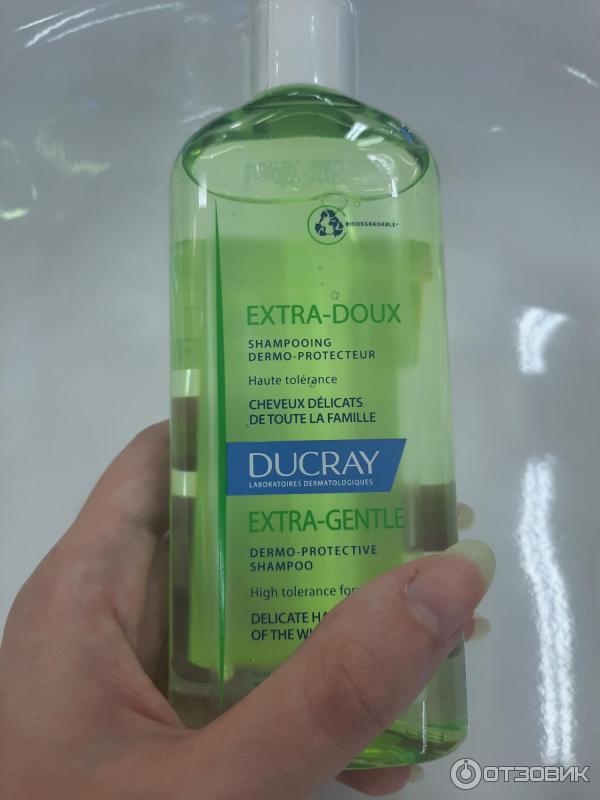 BIODEGRADABLE*
EXTRA-DOUX
SHAMPOOING
DERMO-PROTECTEUR
Haute tolérance
CHEVEUX DÉLICATS
DE TOUTE LA FAMILLE
DUCRAY
LABORATOIRES DERMATOLOGIQUES
EXTRA-GENTLE
DERMO-PROTECTIVE
SHAMPOO
High tolerance
DELICATE
OF THE
ОТЗОВИК